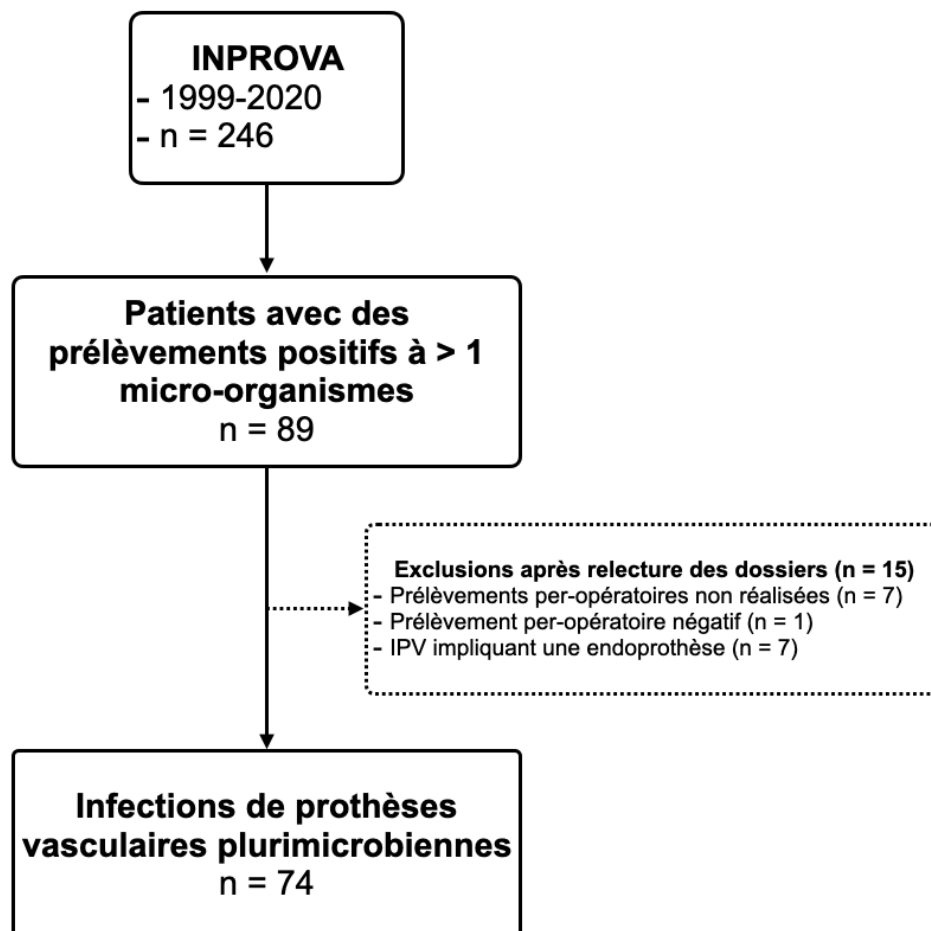 INPROVA
- 1999-2020
- n = 246
Patients avec des
prélèvements positifs à > 1
micro-organismes
n = 89
Exclusions après relecture des dossiers (n = 15)
- Prélèvements per-opératoires non réalisées (n = 7)
- Prélèvement per-opératoire négatif (n = 1)
- IPV impliquant une endoprothèse (n = 7)
Infections de prothèses
vasculaires plurimicrobiennes
n = 74